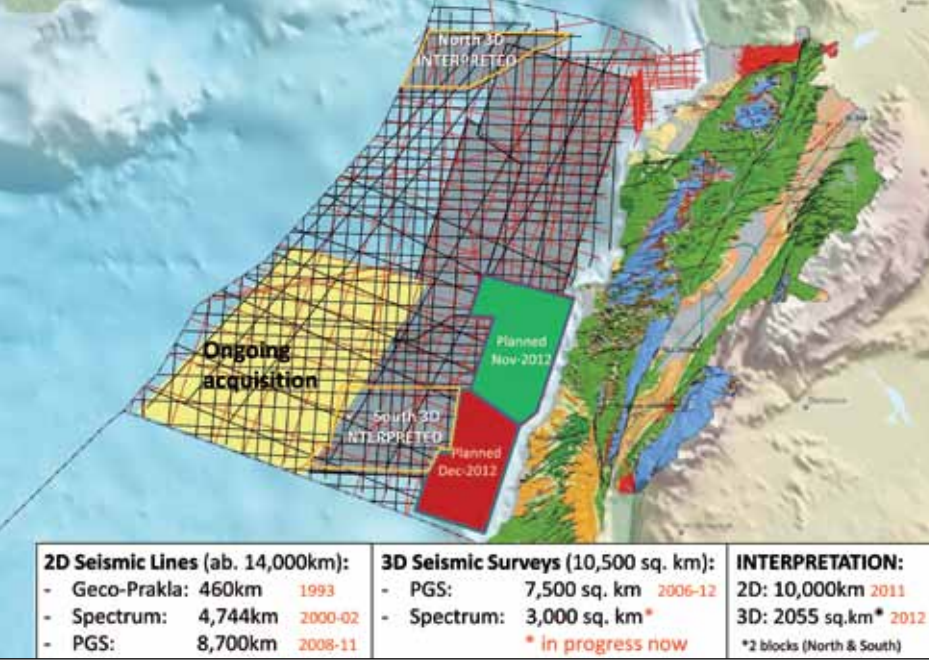 North 3D
INTERPRETED
Ongoing
acquisition
Planned
Nov-2012
South 3D
NTERPRETED
Planned
Dec-2012
2D Seismic Lines (ab. 14,000km):
- Geco-Prakla: 460km 1993
- Spectrum: 4,744km 2000-02
- PGS: 8,700km 2008-11
3D Seismic Surveys (10,500 sq. km):
- PGS: 7,500 sq. km 2006-12
- Spectrum: 3,000 sq. km*
* in progress now
INTERPRETATION:
2D: 10,000km 2011
3D: 2055 sq.km* 2012
*2 blocks (North & South)